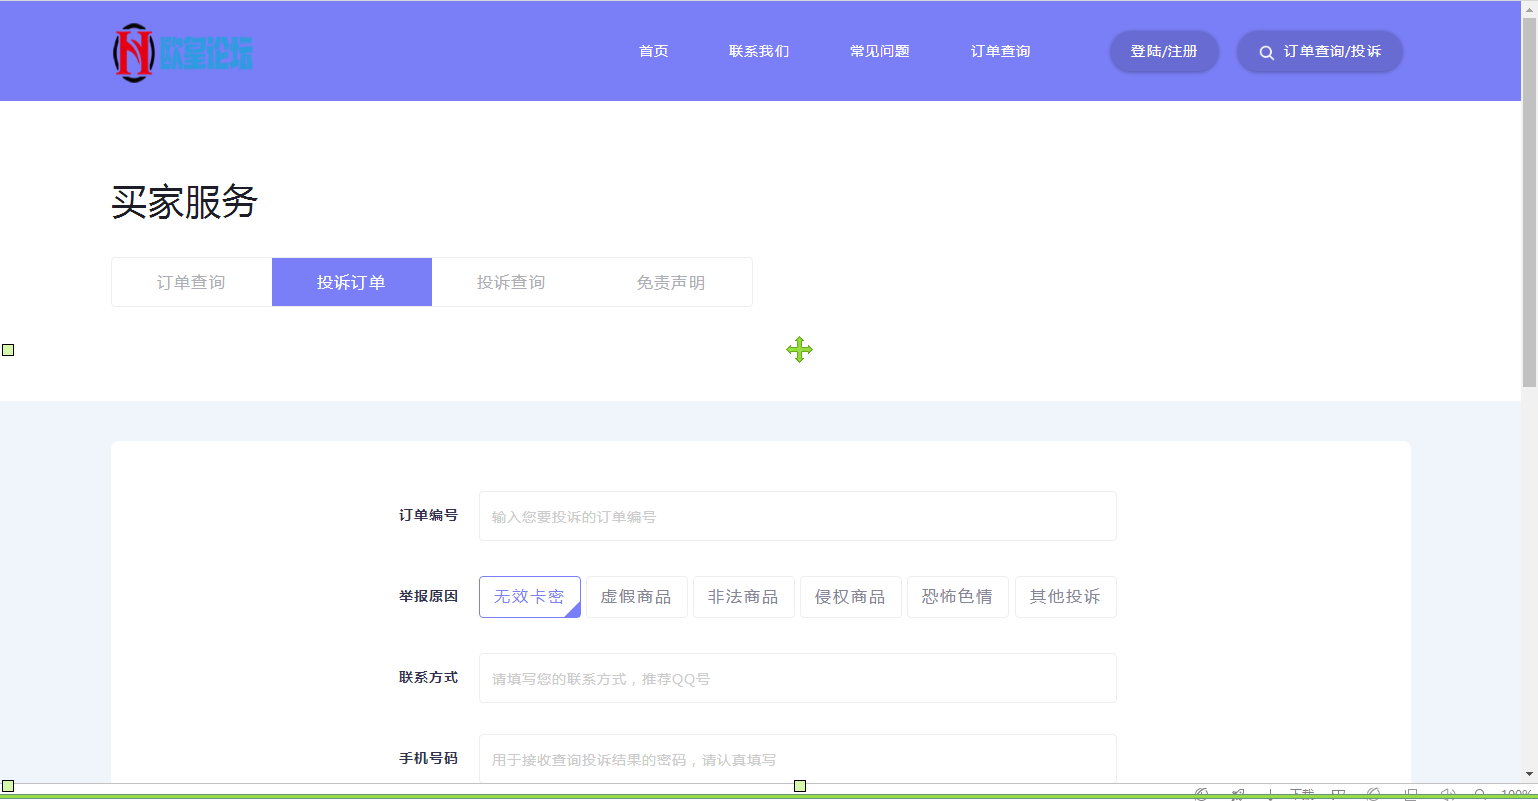 欧皇论坛
首页 联系我们 常见问题 订单查询 登陆/注册 订单查询/投诉
买家服务
订单查询 投诉订单 投诉查询 免责声明
订单编号 输入您要投诉的订单编号
举报原因 无效卡密 虚假商品 非法商品 侵权商品 恐怖色情 其他投诉
联系方式 请填写您的联系方式，推荐QQ号
手机号码 用于接收查询投诉结果的密码，请认真填写
下载 100%